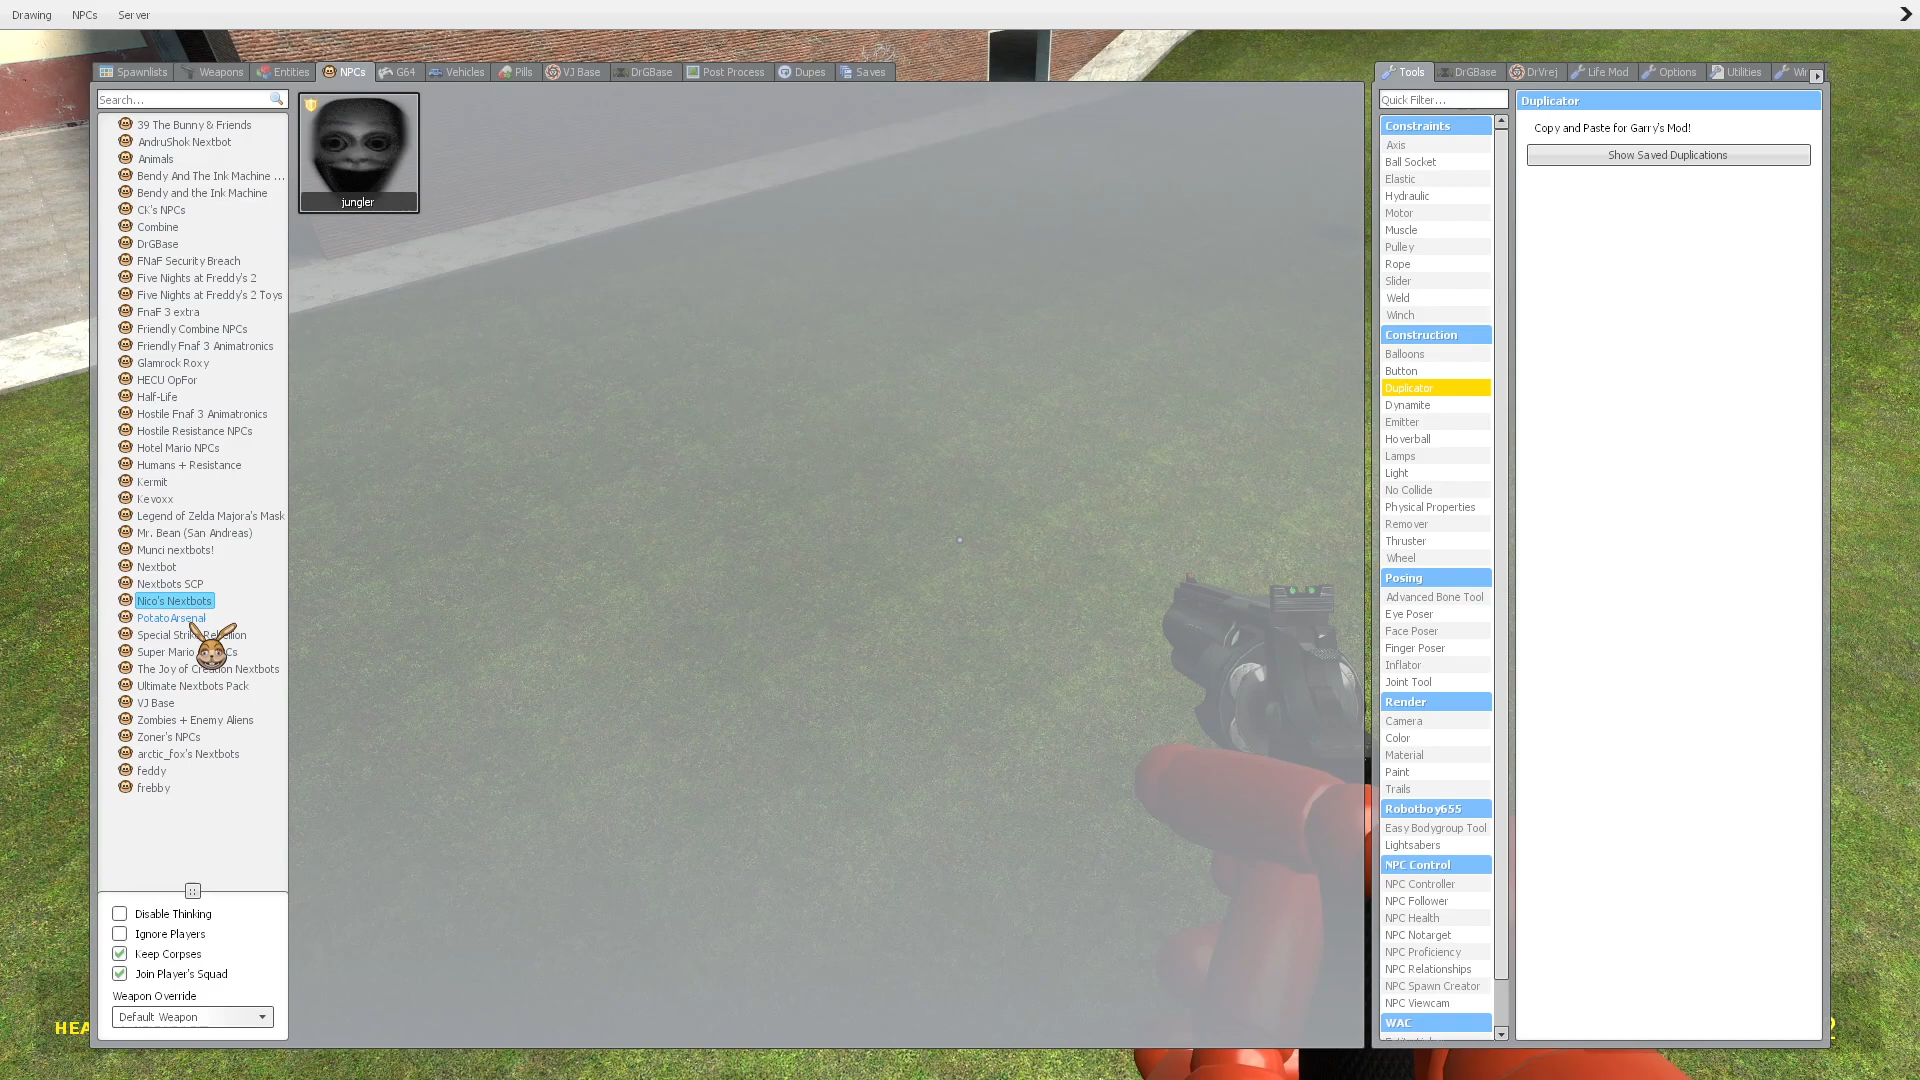 Drawing NPCs Server
Spawnlists Weapons Entities NPCs G64 Vehicles Pills VJ Base DrGBase Post Process Dupes Saves
Search...
39 The Bunny & Friends
AndruShok Nextbot
Animals
Bendy And The Ink Machine ...
Bendy and the Ink Machine
CK's NPCs
Combine
DrGBase
FNaF Security Breach
Five Nights at Freddy's 2
Five Nights at Freddy's 2 Toys
FnaF 3 extra
Friendly Combine NPCs
Friendly Fnaf 3 Animatronics
Glamrock Roxy
HECU OpFor
Half-Life
Hostile Fnaf 3 Animatronics
Hostile Resistance NPCs
Hotel Mario NPCs
Humans + Resistance
Kermit
Kevoxx
Legend of Zelda Majora's Mask
Mr. Bean (San Andreas)
Munci nextbots!
Nextbot
Nextbots SCP
Nico's Nextbots
PotatoArsenal
Special Strike Rebellion
Super Mario
The Joy of Creation Nextbots
Ultimate Nextbots Pack
VJ Base
Zombies + Enemy Aliens
Zoner's NPCs
arctic_fox's Nextbots
feddy
frebby
Disable Thinking
Ignore Players
Keep Corpses
Join Player's Squad
Weapon Override
Default Weapon
HEA
jungler
Tools DrGBase DrVrej Life Mod Options Utilities Wir
Quick Filter...
Constraints
Axis
Ball Socket
Elastic
Hydraulic
Motor
Muscle
Pulley
Rope
Slider
Weld
Winch
Construction
Balloons
Button
Duplicator
Dynamite
Emitter
Hoverball
Lamps
Light
No Collide
Physical Properties
Remover
Thruster
Wheel
Posing
Advanced Bone Tool
Eye Poser
Face Poser
Finger Poser
Inflator
Joint Tool
Render
Camera
Color
Material
Paint
Trails
Robotboy655
Easy Bodygroup Tool
Lightsabers
NPC Control
NPC Controller
NPC Follower
NPC Health
NPC Notarget
NPC Proficiency
NPC Relationships
NPC Spawn Creator
NPC Viewcam
WAC
Duplicator
Copy and Paste for Garry's Mod!
Show Saved Duplications